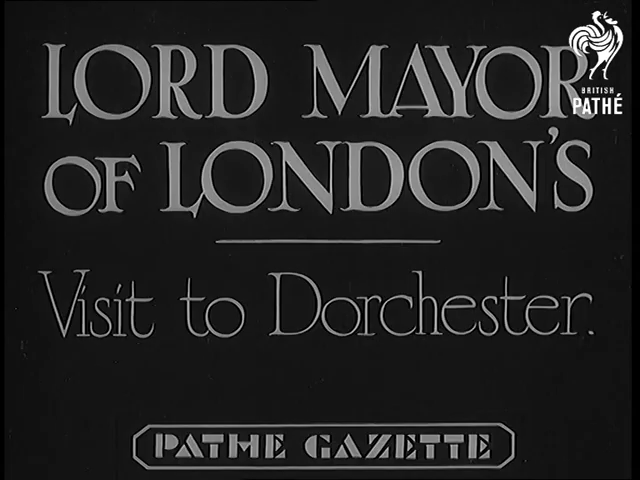 LORD MAYOR
OF LONDON'S
Visit to Dorchester.
PATHE GAZETTE
BRITISH
PATHÉ